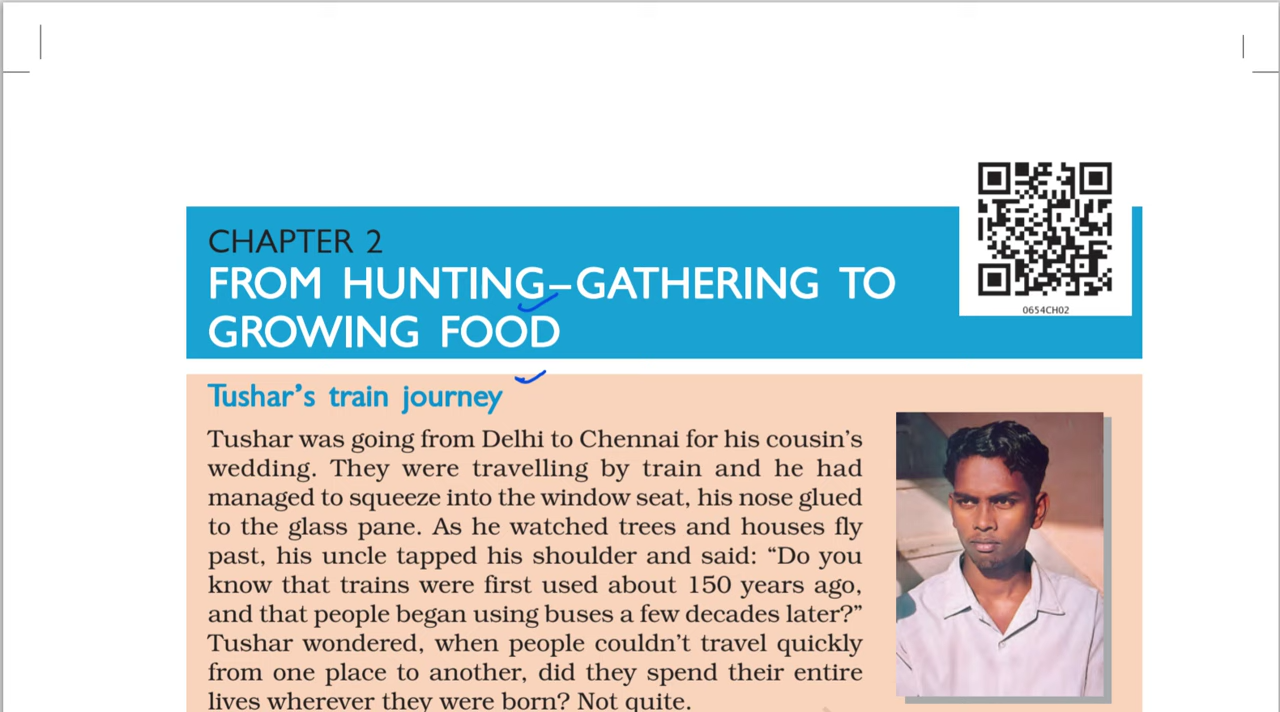 0654CH02
CHAPTER 2
FROM HUNTING–GATHERING TO
GROWING FOOD
Tushar’s train journey
Tushar was going from Delhi to Chennai for his cousin’s
wedding. They were travelling by train and he had
managed to squeeze into the window seat, his nose glued
to the glass pane. As he watched trees and houses fly
past, his uncle tapped his shoulder and said: “Do you
know that trains were first used about 150 years ago,
and that people began using buses a few decades later?”
Tushar wondered, when people couldn’t travel quickly
from one place to another, did they spend their entire
lives wherever they were born? Not quite.